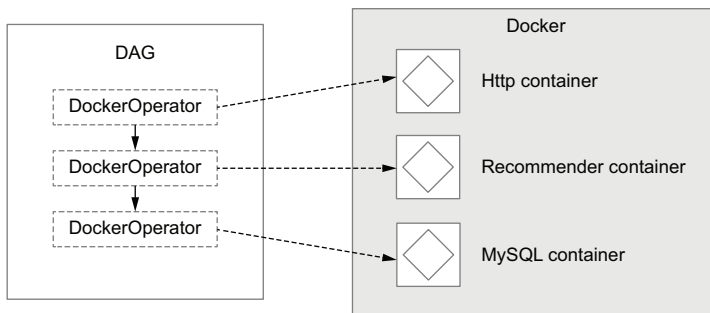 DAG
DockerOperator
DockerOperator
DockerOperator
Docker
Http container
Recommender container
MySQL container